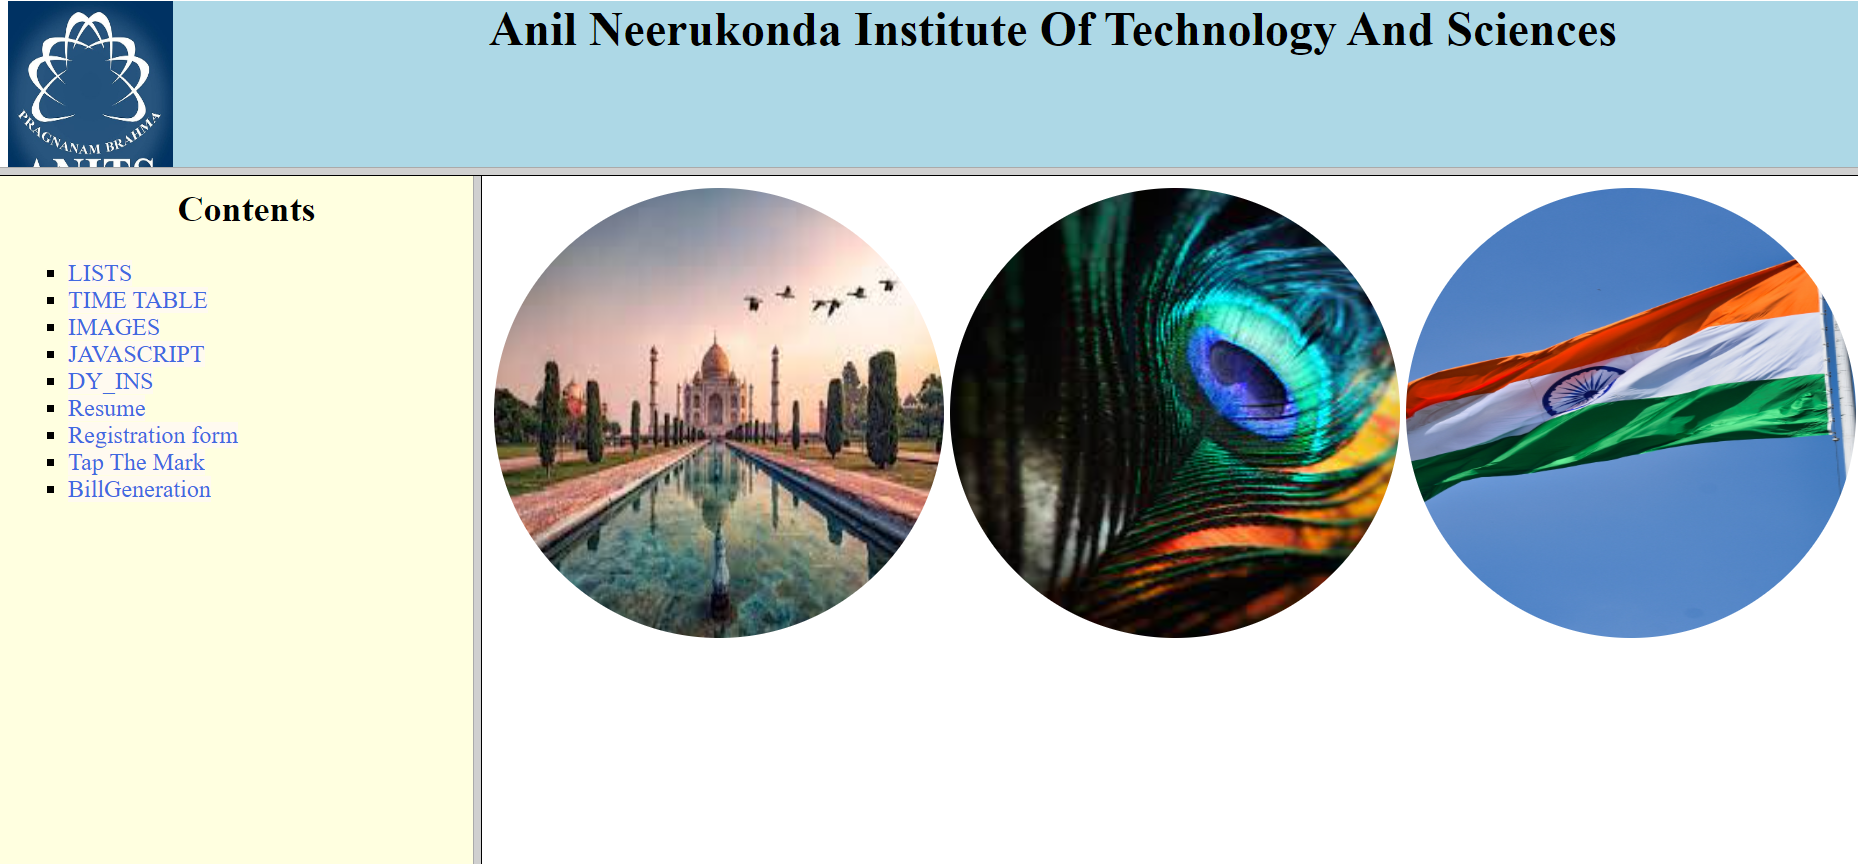 Anil Neerukonda Institute Of Technology And Sciences
PRAGNANAM BRAHMA
ANITS
Contents
LISTS
TIME TABLE
IMAGES
JAVASCRIPT
DY_INS
Resume
Registration form
Tap The Mark
BillGeneration